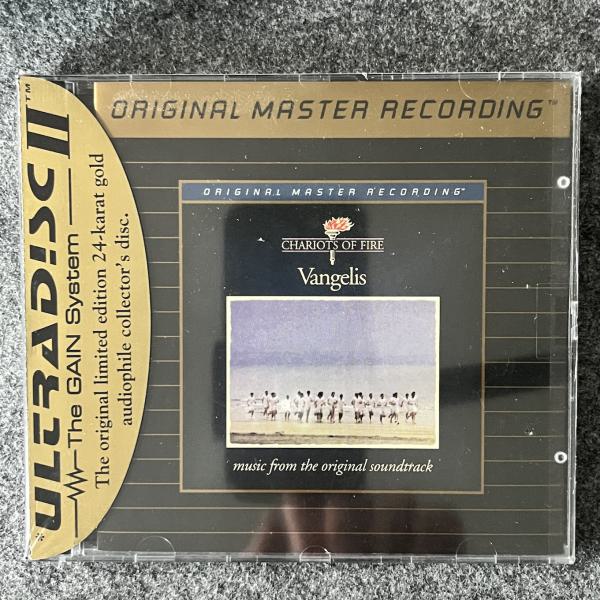 ULTRADISC II™
The GAIN System
The original limited edition 24-karat gold
audiophile collector's disc.
ORIGINAL MASTER RECORDING™
ORIGINAL MASTER RECORDING™
CHARIOTS OF FIRE
Vangelis
music from the original soundtrack